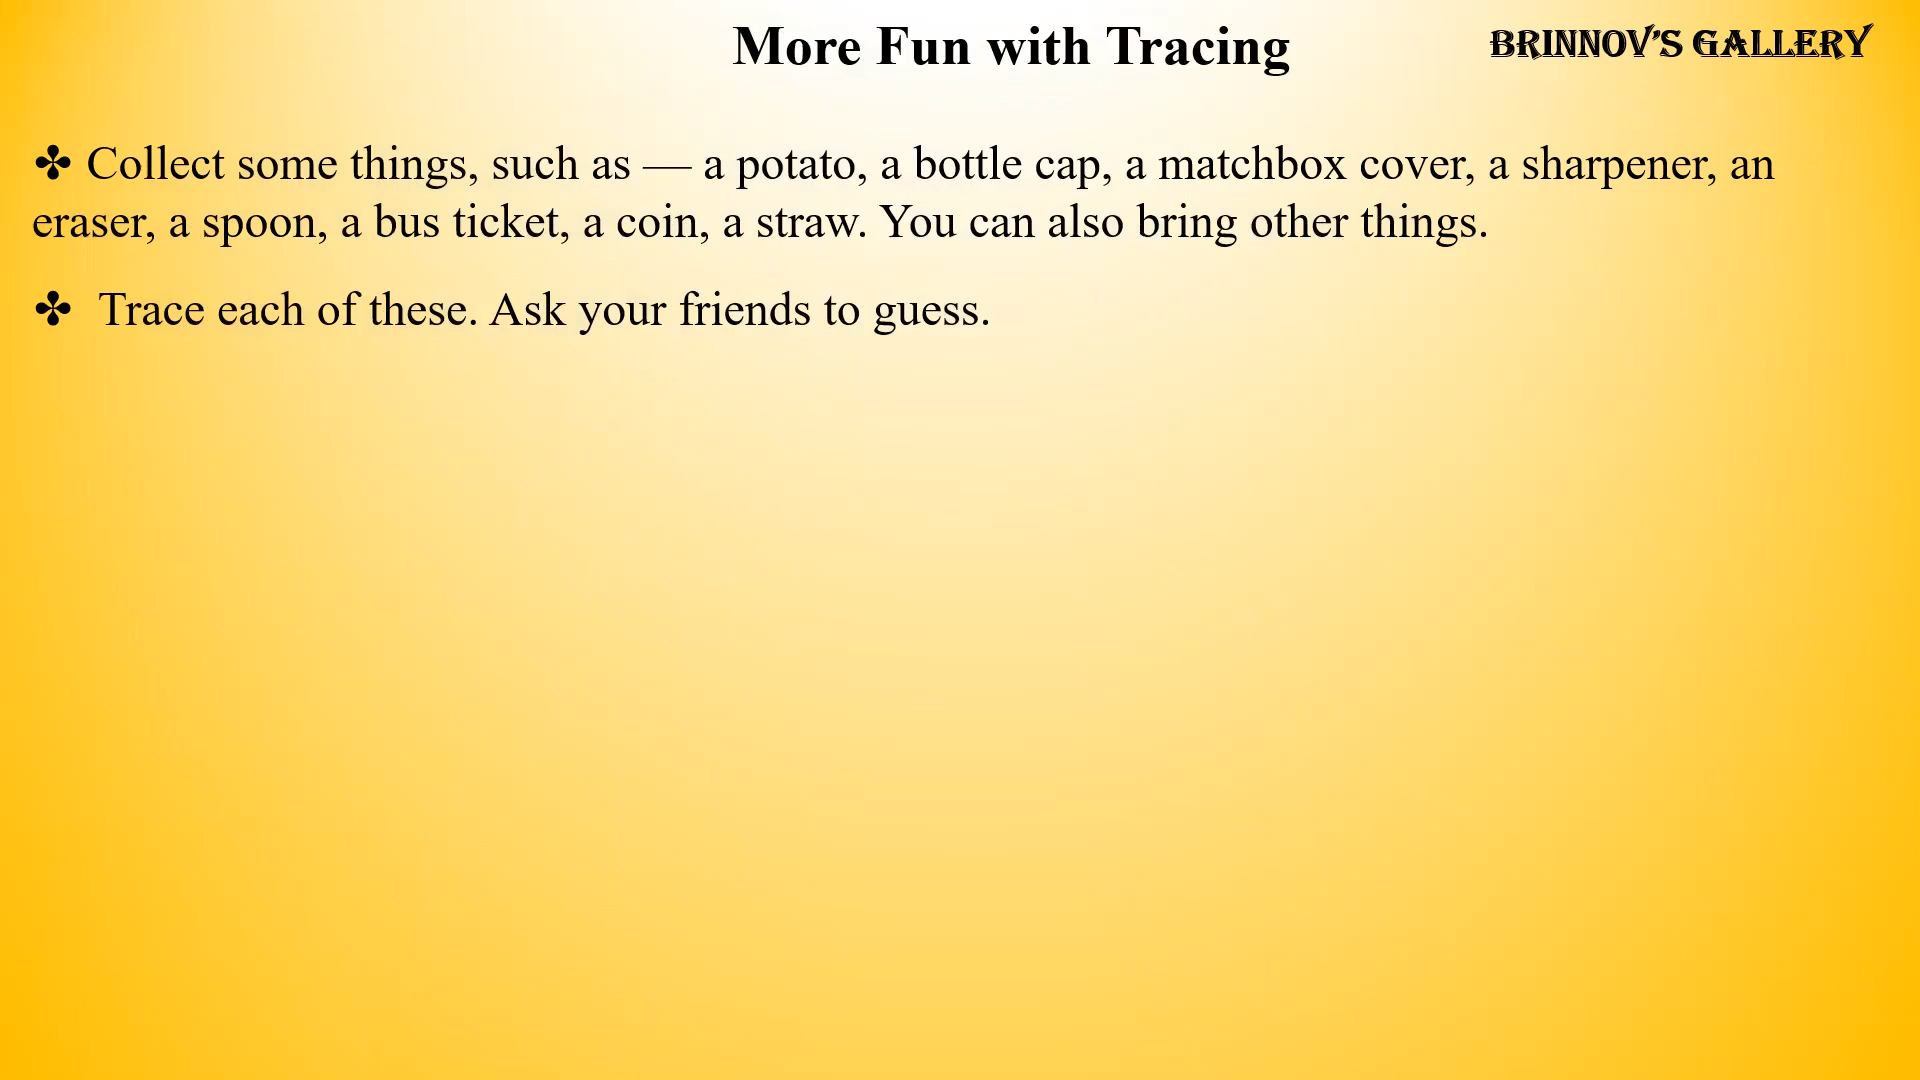 More Fun with Tracing
BRINNOV'S GALLERY
✤ Collect some things, such as — a potato, a bottle cap, a matchbox cover, a sharpener, an
eraser, a spoon, a bus ticket, a coin, a straw. You can also bring other things.
✤ Trace each of these. Ask your friends to guess.